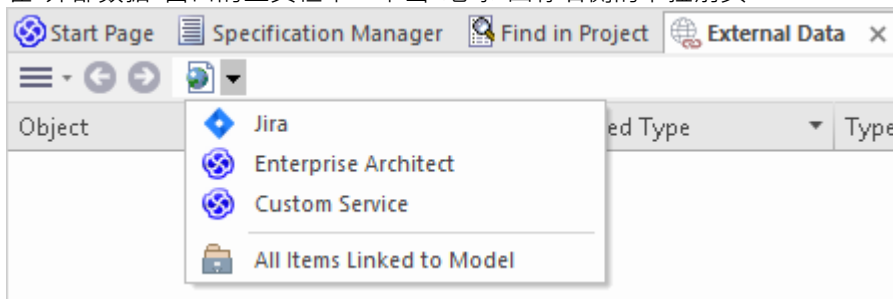 Start Page Specification Manager Find in Project External Data
Object ed Type Type
Jira
Enterprise Architect
Custom Service
All Items Linked to Model